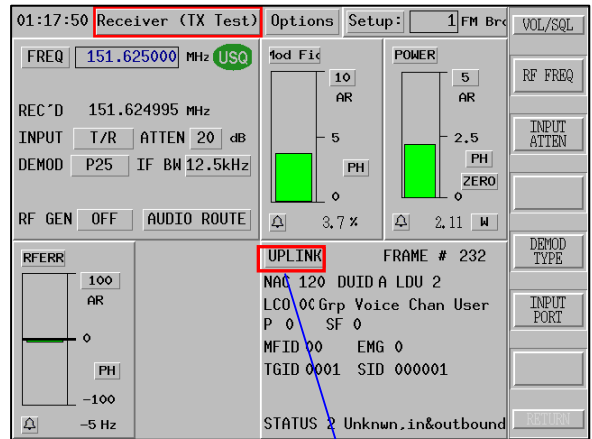 01:17:50 Receiver (TX Test) Options Setup: 1 FM Bro
VOL/SQL
FREQ 151.625000 MHz USQ
REC'D 151.624995 MHz
INPUT T/R ATTEN 20 dB
DEMOD P25 IF BW 12.5kHz
RF GEN OFF AUDIO ROUTE
Mod Fid
10
AR
5
PH
0
3.7 %
POWER
5
AR
2.5
PH
ZERO
0
2.11 W
RF FREQ
INPUT
ATTEN
DEMOD
TYPE
INPUT
PORT
RETURN
RFERR
100
AR
0
PH
-100
-5 Hz
UPLINK FRAME # 232
NAC 120 DUID A LDU 2
LCO 00 Grp Voice Chan User
P 0 SF 0
MFID 00 EMG 0
TGID 0001 SID 000001
STATUS 2 Unknwn,in&outbound